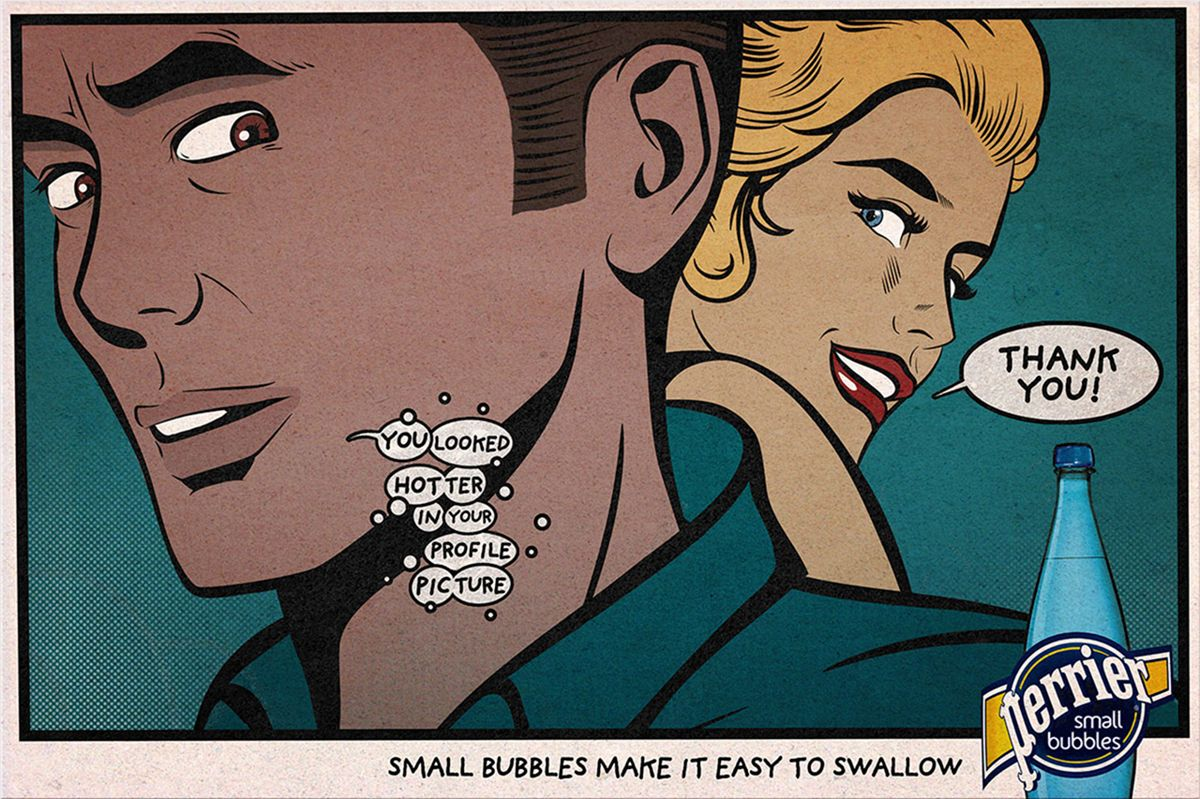 YOU LOOKED
HOTTER
IN YOUR
PROFILE
PICTURE
THANK
YOU!
perrier
small
bubbles
SMALL BUBBLES MAKE IT EASY TO SWALLOW